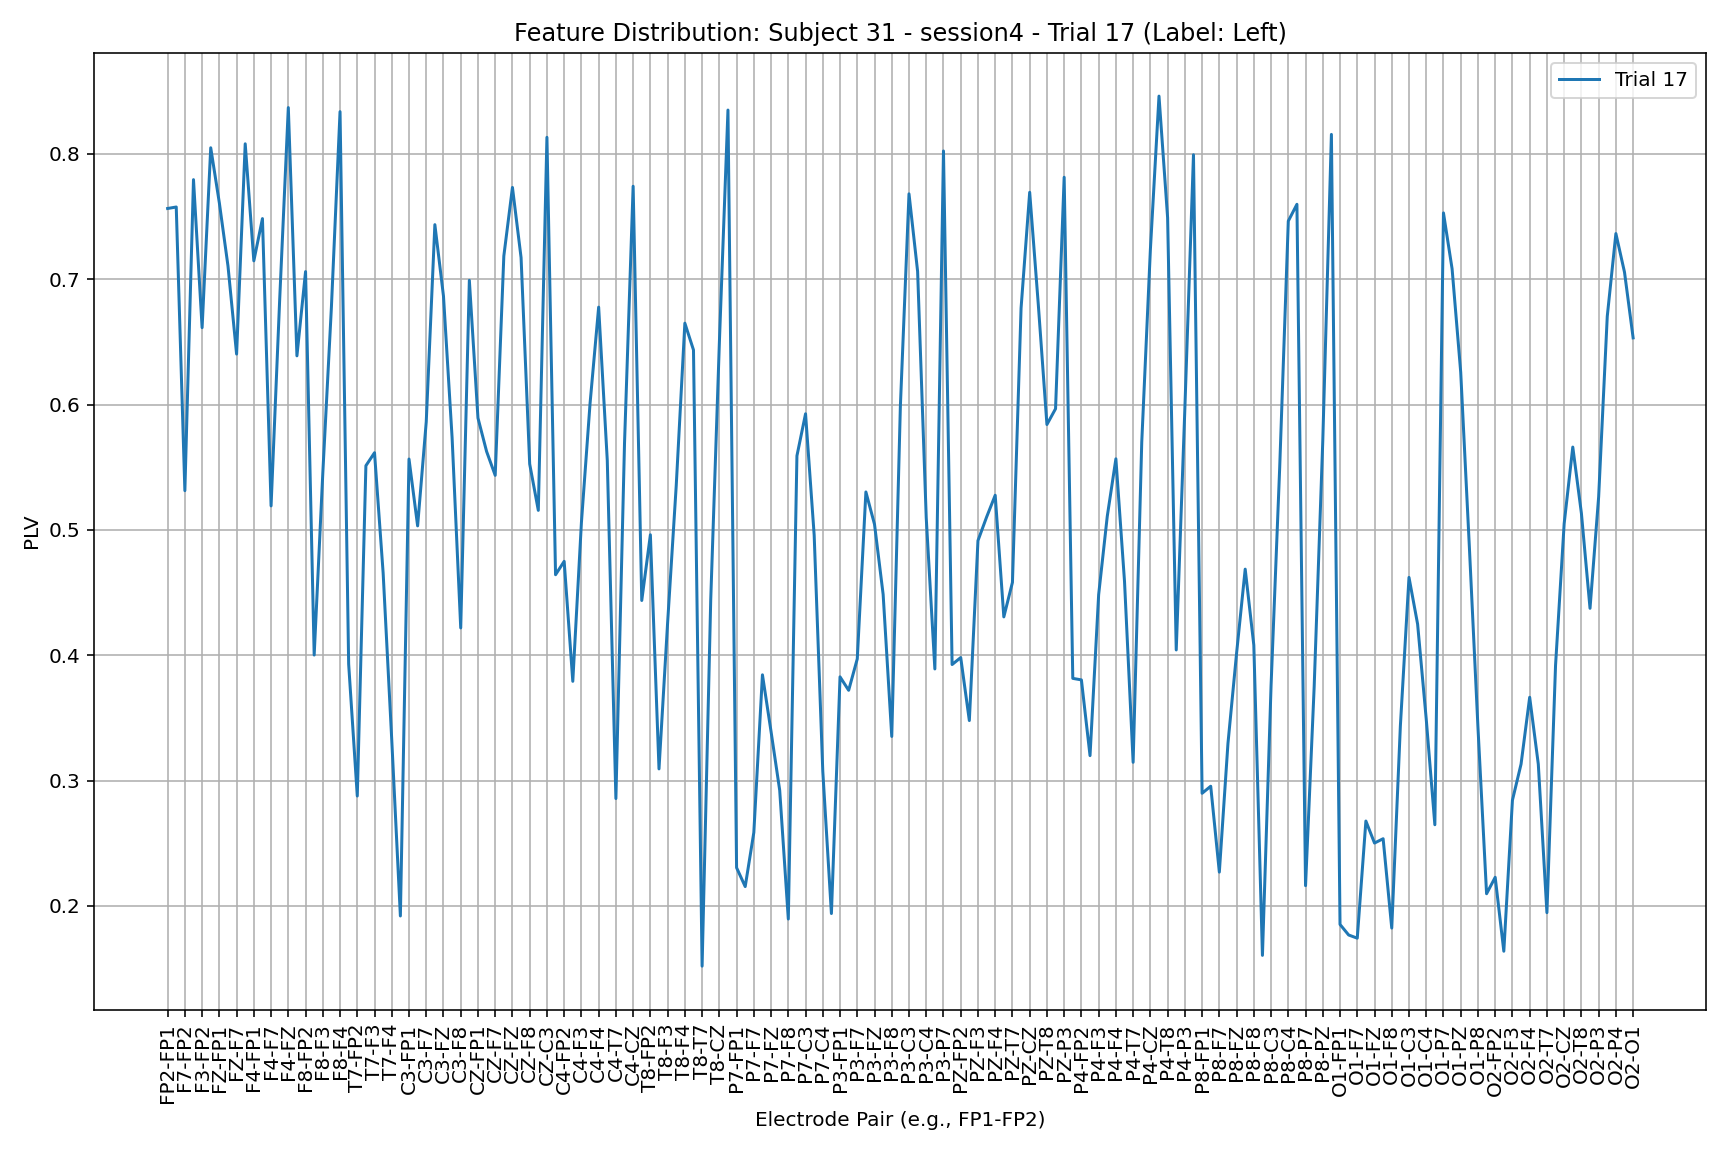 Feature Distribution: Subject 31 - session4 - Trial 17 (Label: Left)
Trial 17
PLV
0.8
0.7
0.6
0.5
0.4
0.3
0.2
FP2-FP1
F7-FP2
F3-FP2
FZ-FP1
FZ-F7
F4-FP1
F4-F7
F4-FZ
F8-FP2
F8-F3
F8-F4
T7-FP2
T7-F3
T7-F4
C3-FP1
C3-F7
C3-FZ
C3-F8
CZ-FP1
CZ-F7
CZ-FZ
CZ-F8
CZ-C3
C4-FP2
C4-F3
C4-F4
C4-T7
C4-CZ
T8-FP2
T8-F3
T8-F4
T8-T7
T8-CZ
P7-FP1
P7-F7
P7-FZ
P7-F8
P7-C3
P7-C4
P3-FP1
P3-F7
P3-FZ
P3-F8
P3-C3
P3-C4
P3-P7
PZ-FP2
PZ-F3
PZ-F4
PZ-T7
PZ-CZ
PZ-T8
PZ-P3
P4-FP2
P4-F3
P4-F4
P4-T7
P4-CZ
P4-T8
P4-P3
P8-FP1
P8-F7
P8-FZ
P8-F8
P8-C3
P8-C4
P8-P7
P8-PZ
O1-FP1
O1-F7
O1-FZ
O1-F8
O1-C3
O1-C4
O1-P7
O1-PZ
O1-P8
O2-FP2
O2-F3
O2-F4
O2-T7
O2-CZ
O2-T8
O2-P3
O2-P4
O2-O1
Electrode Pair (e.g., FP1-FP2)